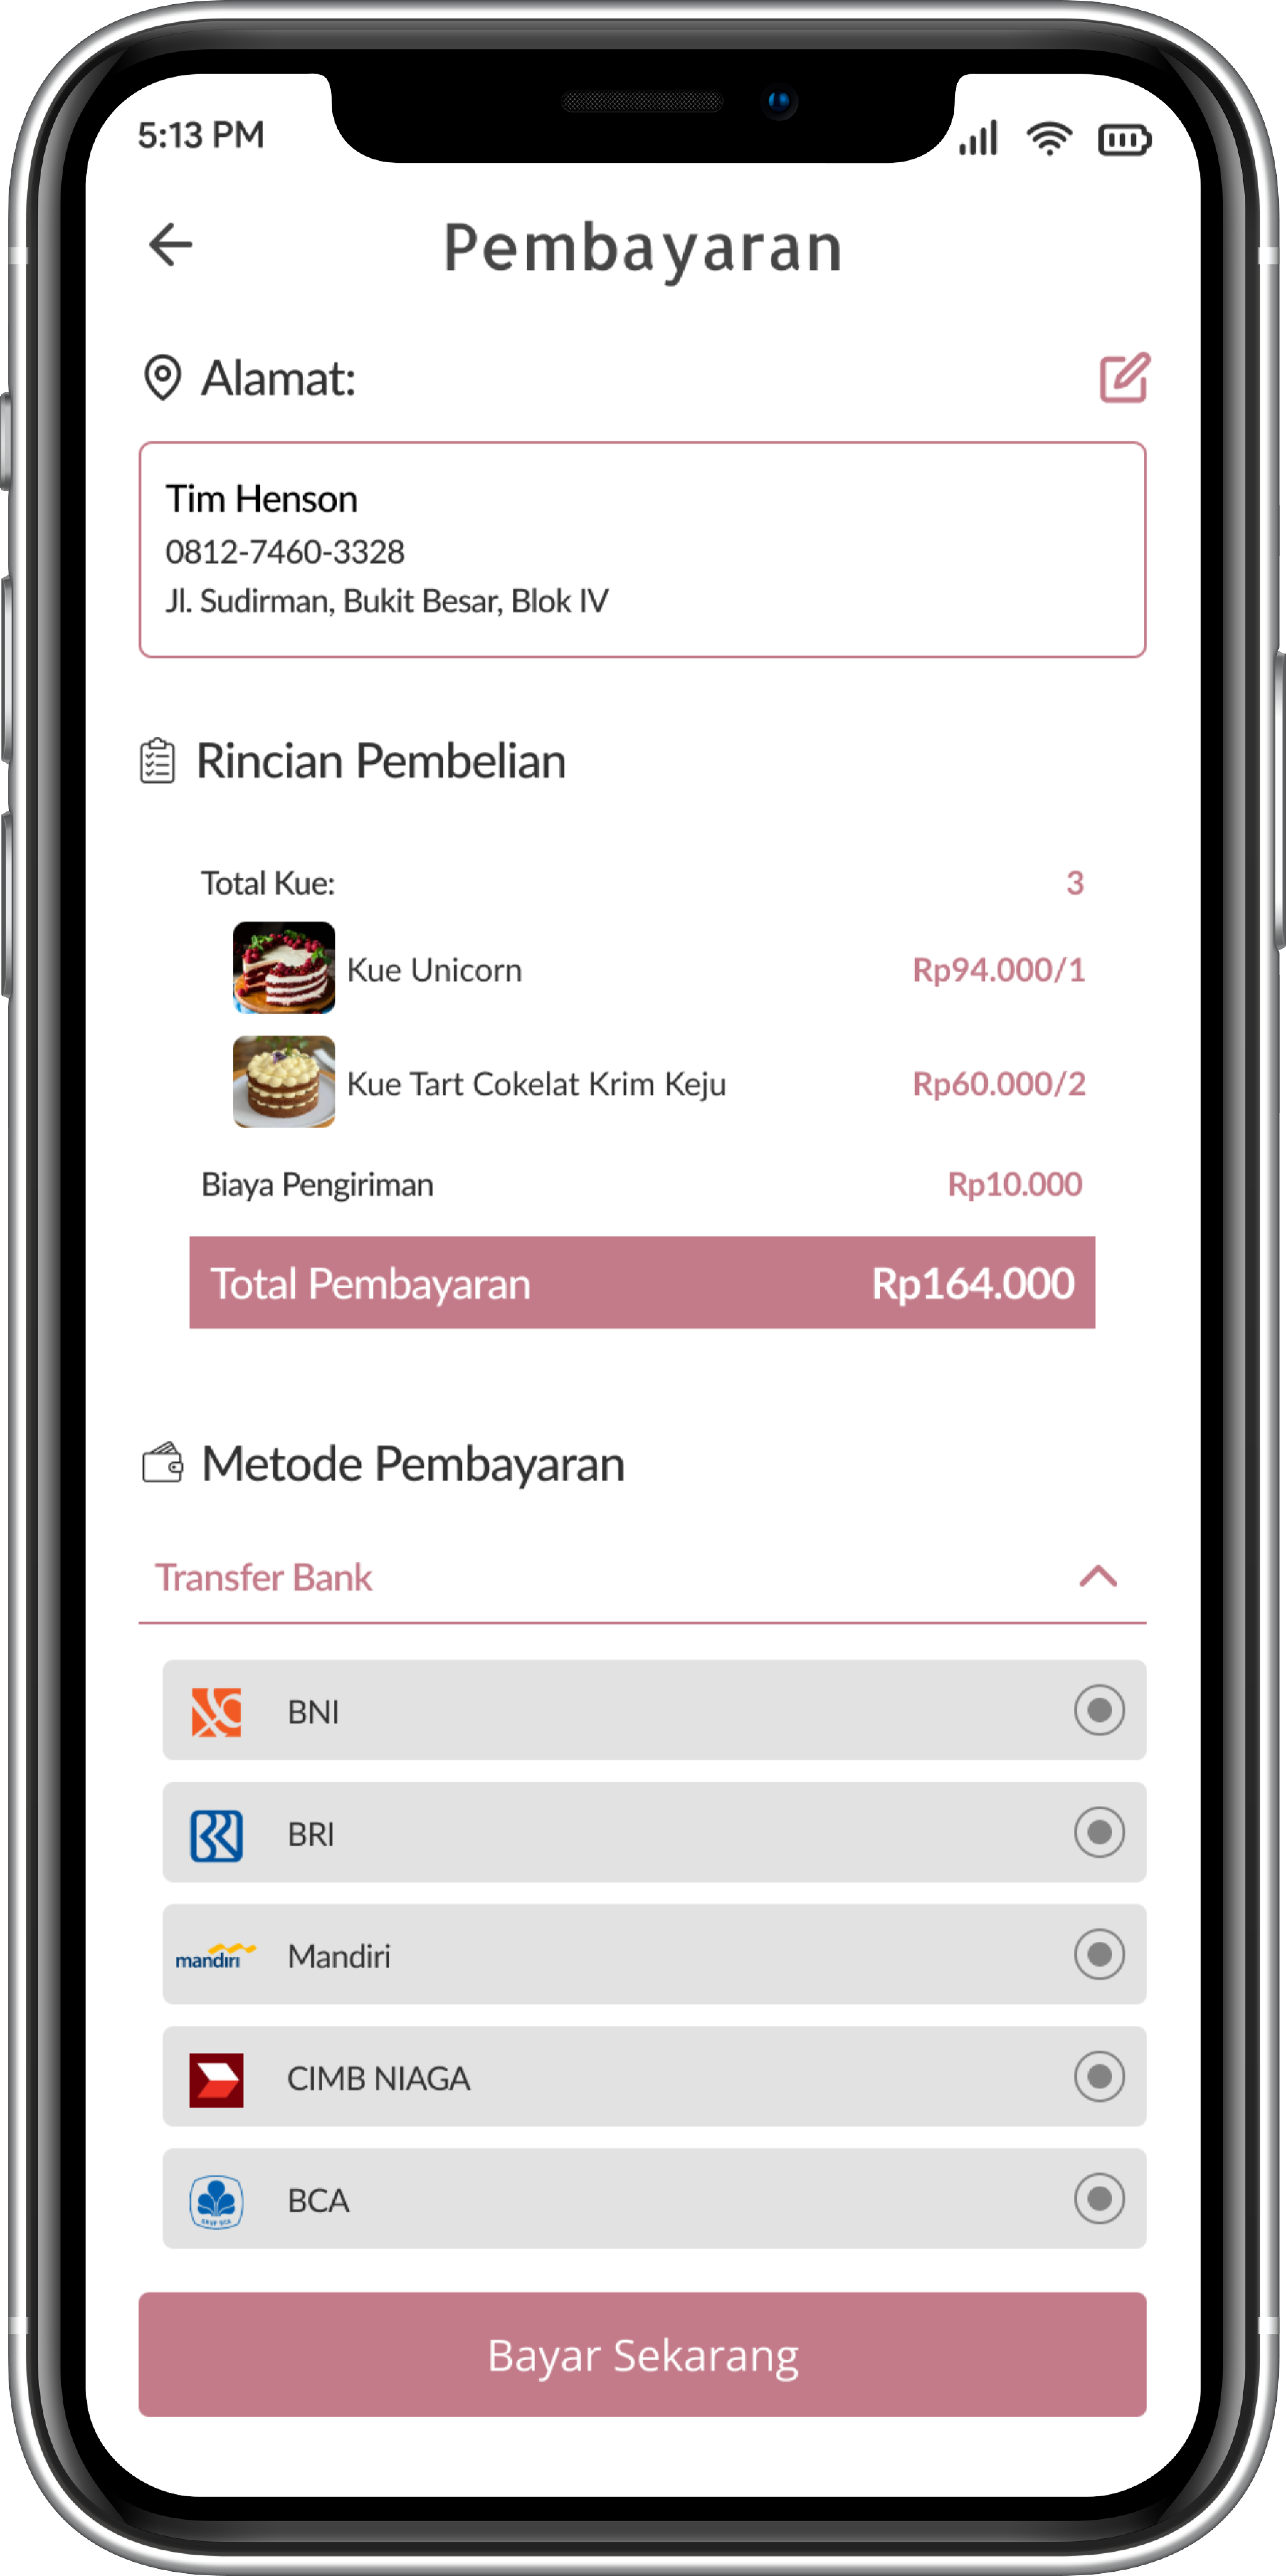 5:13 PM
Pembayaran
Alamat:
Tim Henson
0812-7460-3328
Jl. Sudirman, Bukit Besar, Blok IV
Rincian Pembelian
Total Kue: 3
Kue Unicorn Rp94.000/1
Kue Tart Cokelat Krim Keju Rp60.000/2
Biaya Pengiriman Rp10.000
Total Pembayaran Rp164.000
Metode Pembayaran
Transfer Bank
BNI
BRI
mandiri Mandiri
CIMB NIAGA
BCA
Bayar Sekarang